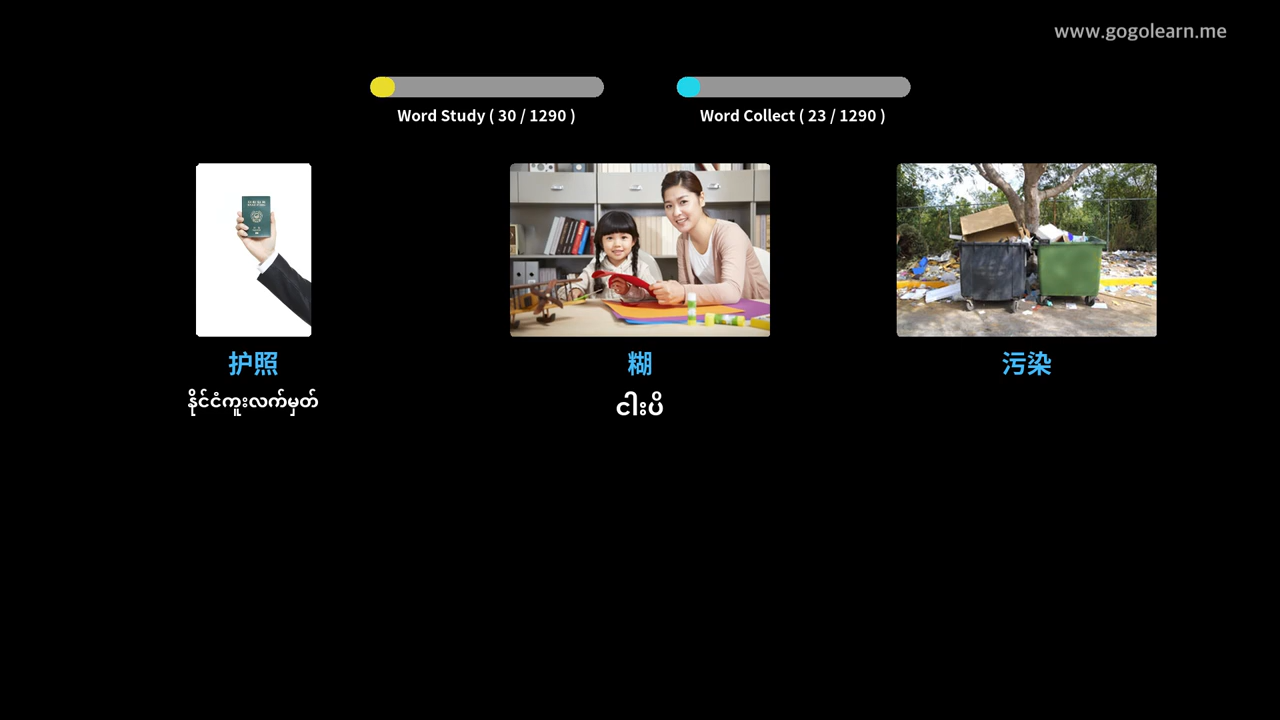 www.gogolearn.me
Word Study ( 30 / 1290 )
Word Collect ( 23 / 1290 )
护照
糊
污染
နိုင်ငံကူးလက်မှတ်
ငါးပိ